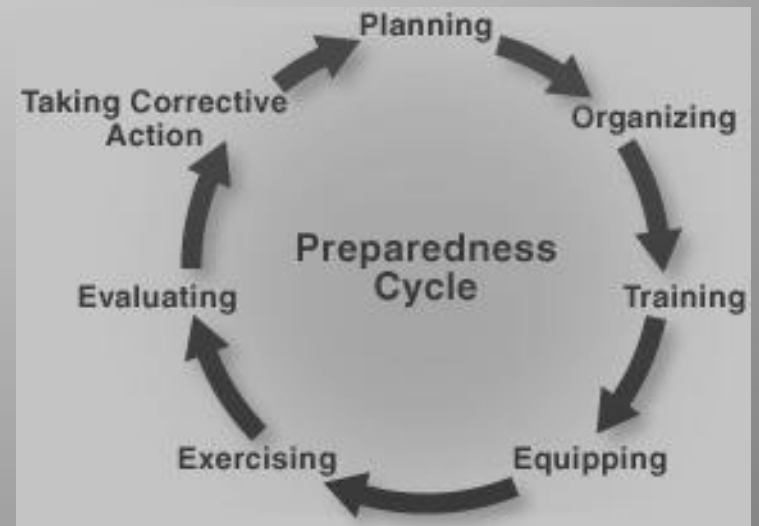 Planning
Organizing
Training
Equipping
Exercising
Evaluating
Taking Corrective
Action
Preparedness
Cycle